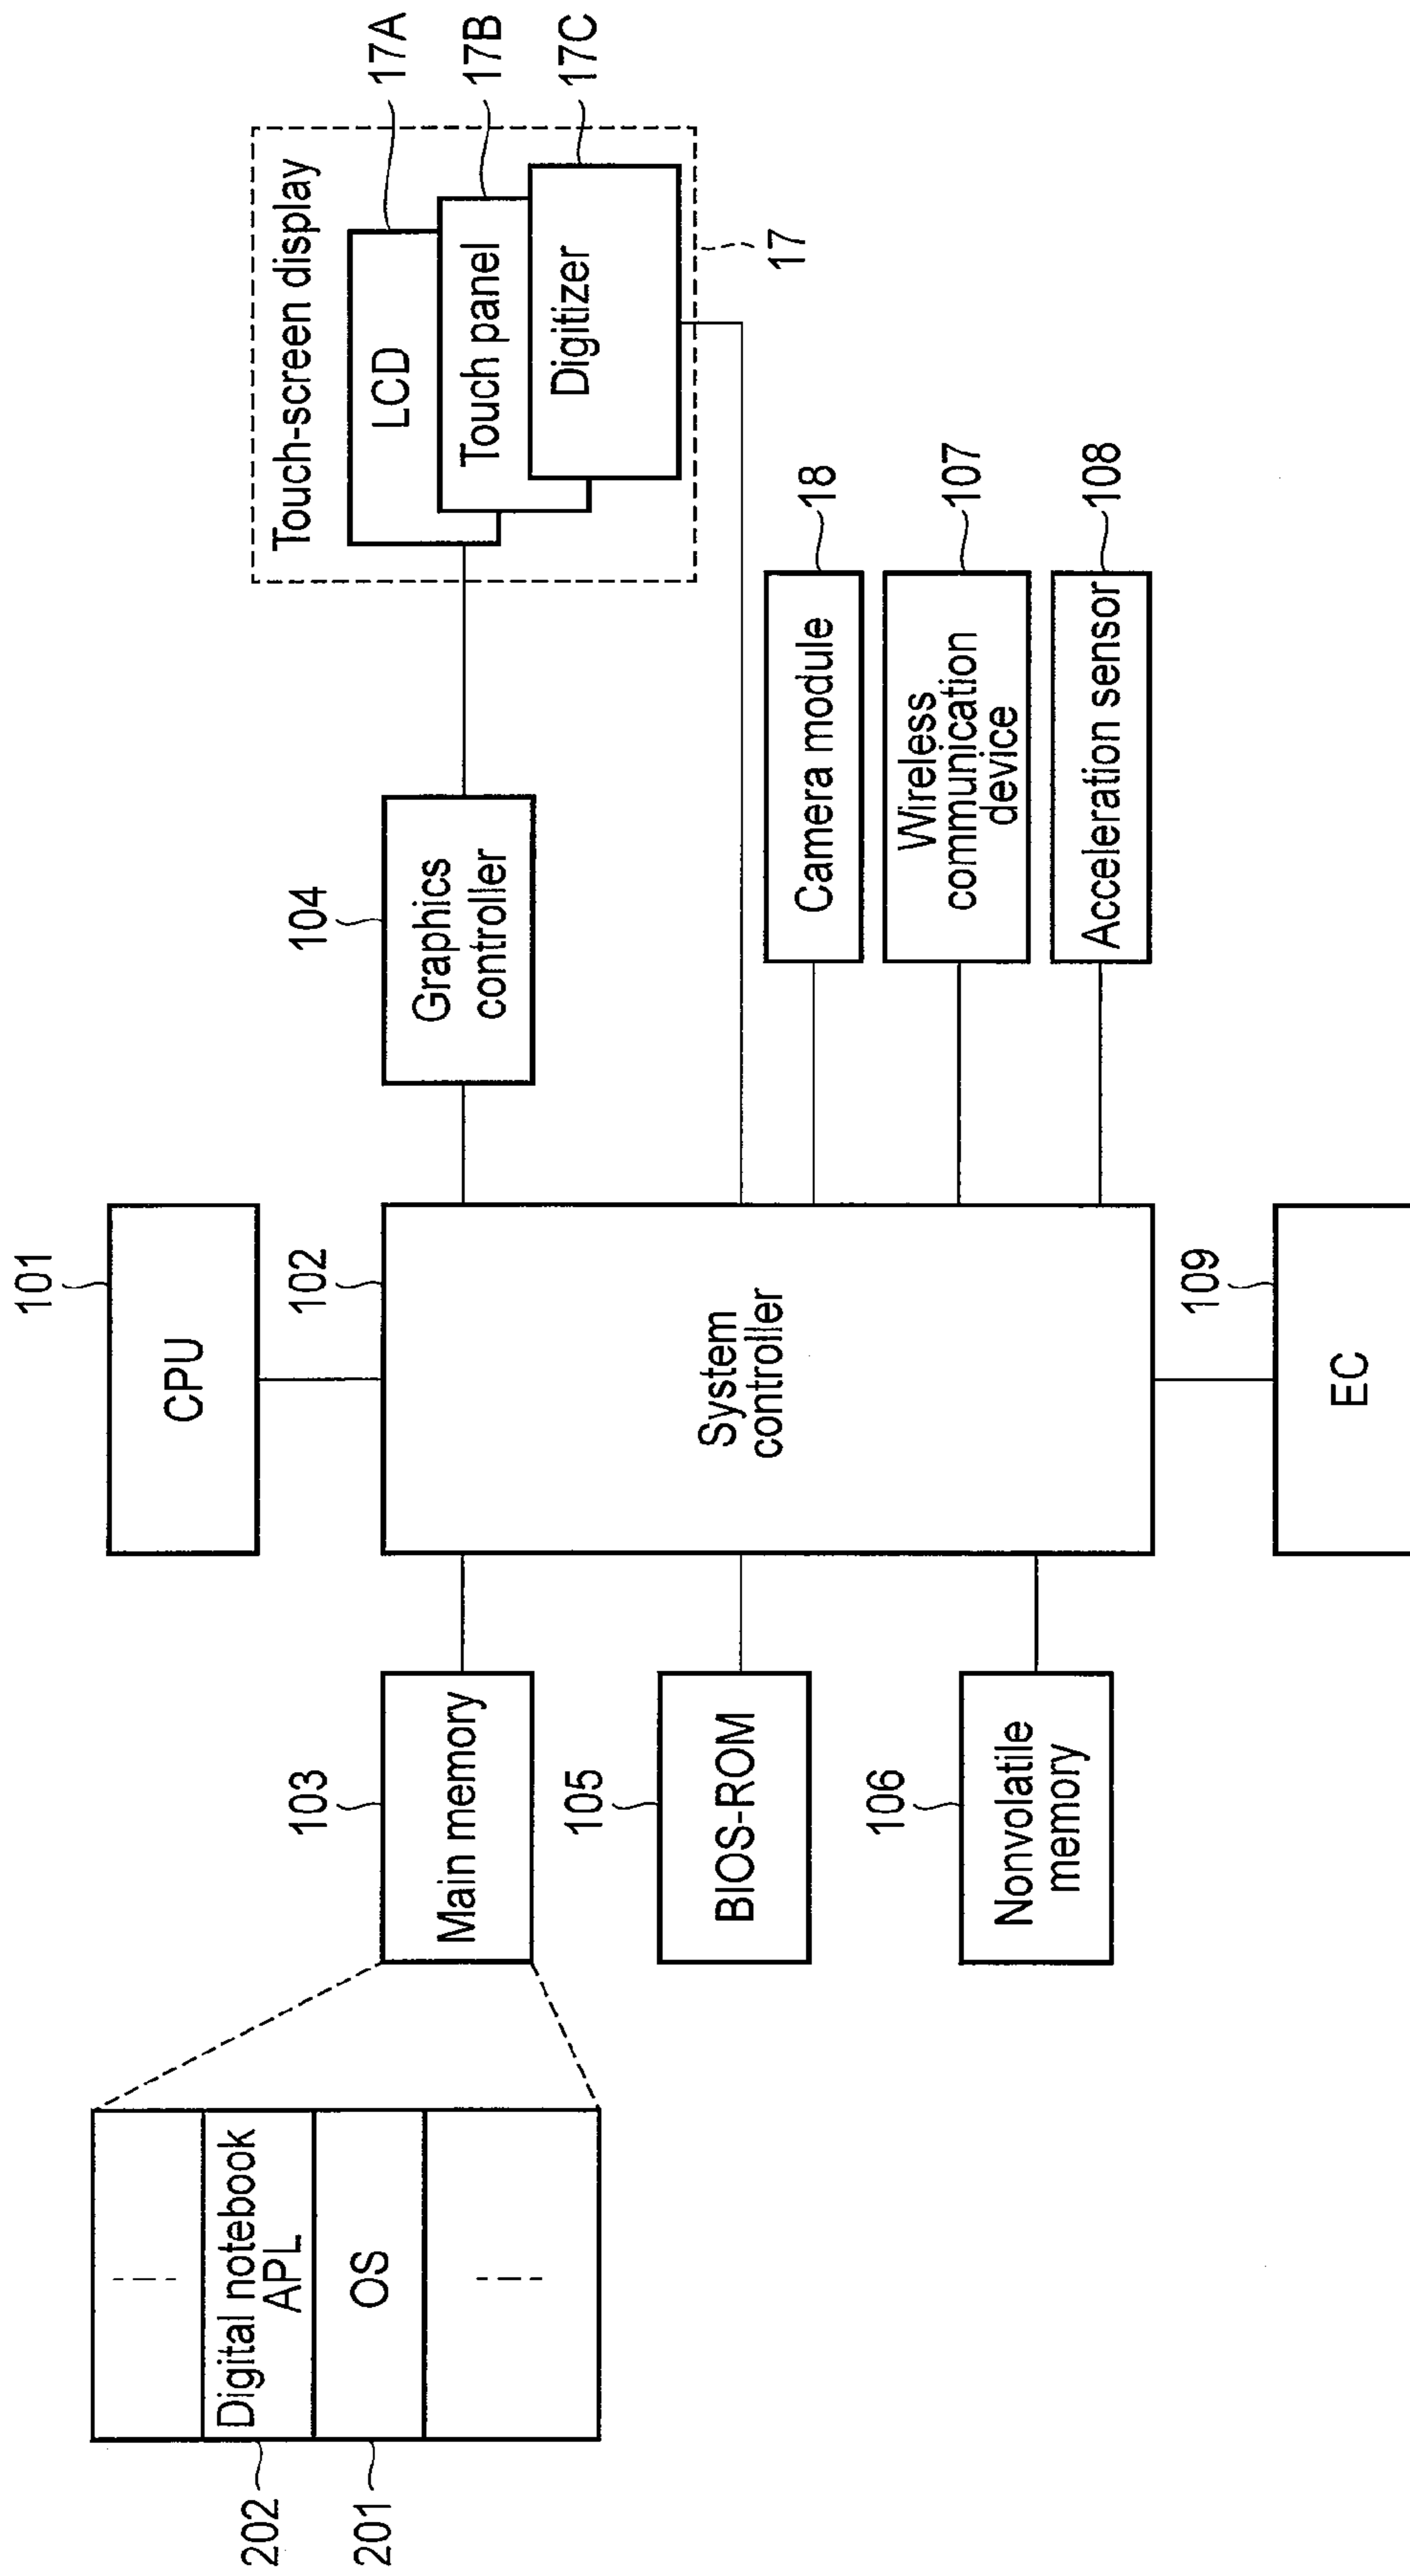 101
CPU
Touch-screen display
17A
LCD
17B
Touch panel
17C
Digitizer
17
104
Graphics
controller
102
System
controller
202
Digital notebook
APL
201
OS
103
Main memory
105
BIOS-ROM
106
Nonvolatile
memory
18
Camera module
107
Wireless
communication
device
108
Acceleration sensor
109
EC